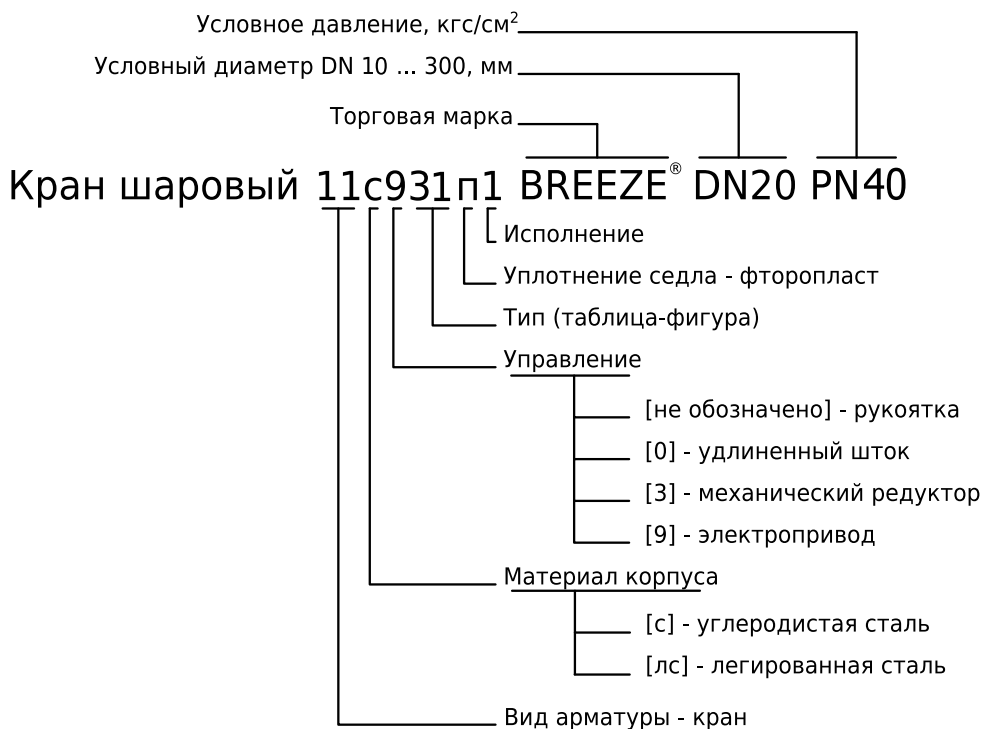 Условное давление, кгс/см²
Условный диаметр DN 10 ... 300, мм
Торговая марка
Кран шаровый 11с931п1 BREEZE® DN20 PN40
Исполнение
Уплотнение седла - фторопласт
Тип (таблица-фигура)
Управление
[не обозначено] - рукоятка
[0] - удлиненный шток
[3] - механический редуктор
[9] - электропривод
Материал корпуса
[с] - углеродистая сталь
[лс] - легированная сталь
Вид арматуры - кран